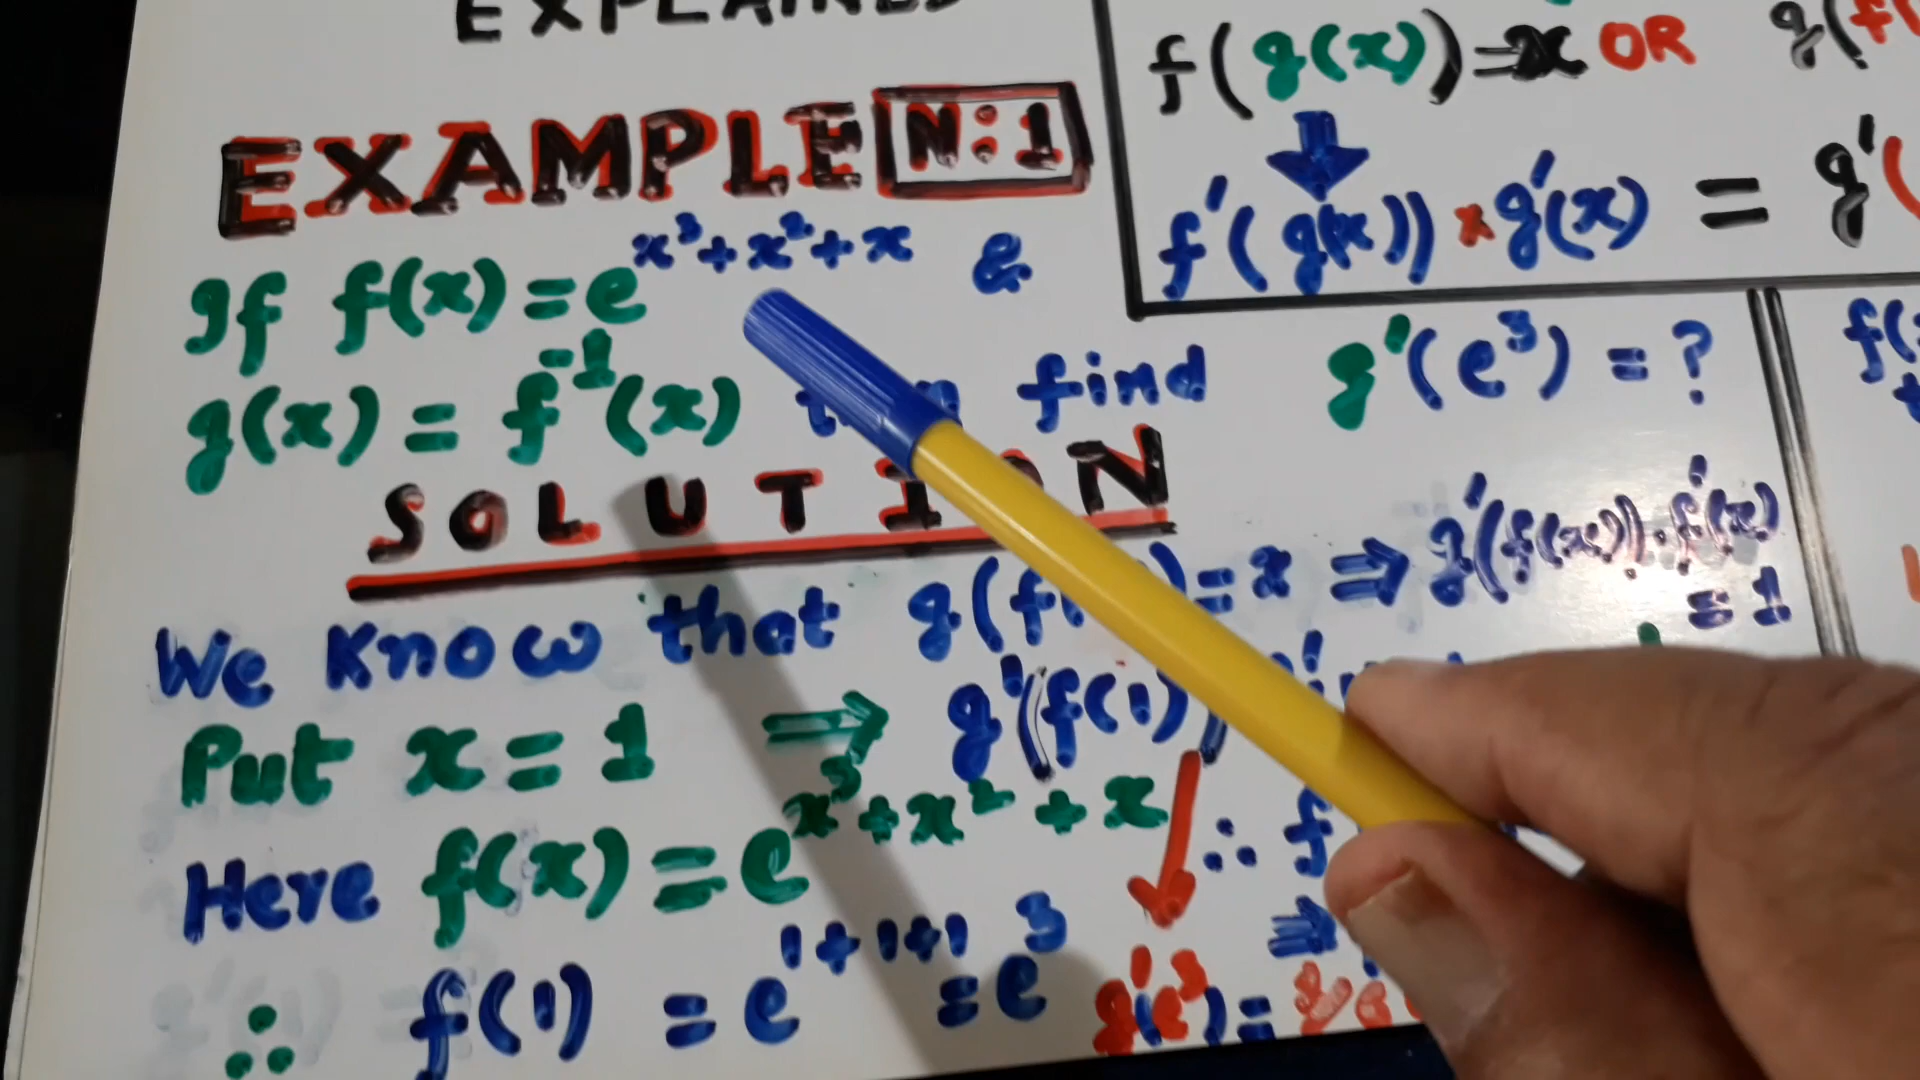 EXPLAINED
EXAMPLE N:1
If f(x) = e^{x³+x²+x} &
g(x) = f⁻¹(x) find g'(e³) = ?
SOLUTION
We know that g(f = x ⇒ g'(f(x)).f'(x)
= 1
Put x = 1 ⇒ g'(f(1))
Here f(x) = e^{x³+x²+x} ∴ f
∴ f(1) = e^{1+1+1} = e³ ⇒
g'(e³) =
f(g(x)) = x OR g(f(
f'(g(x)) × g'(x) = g'(
f(